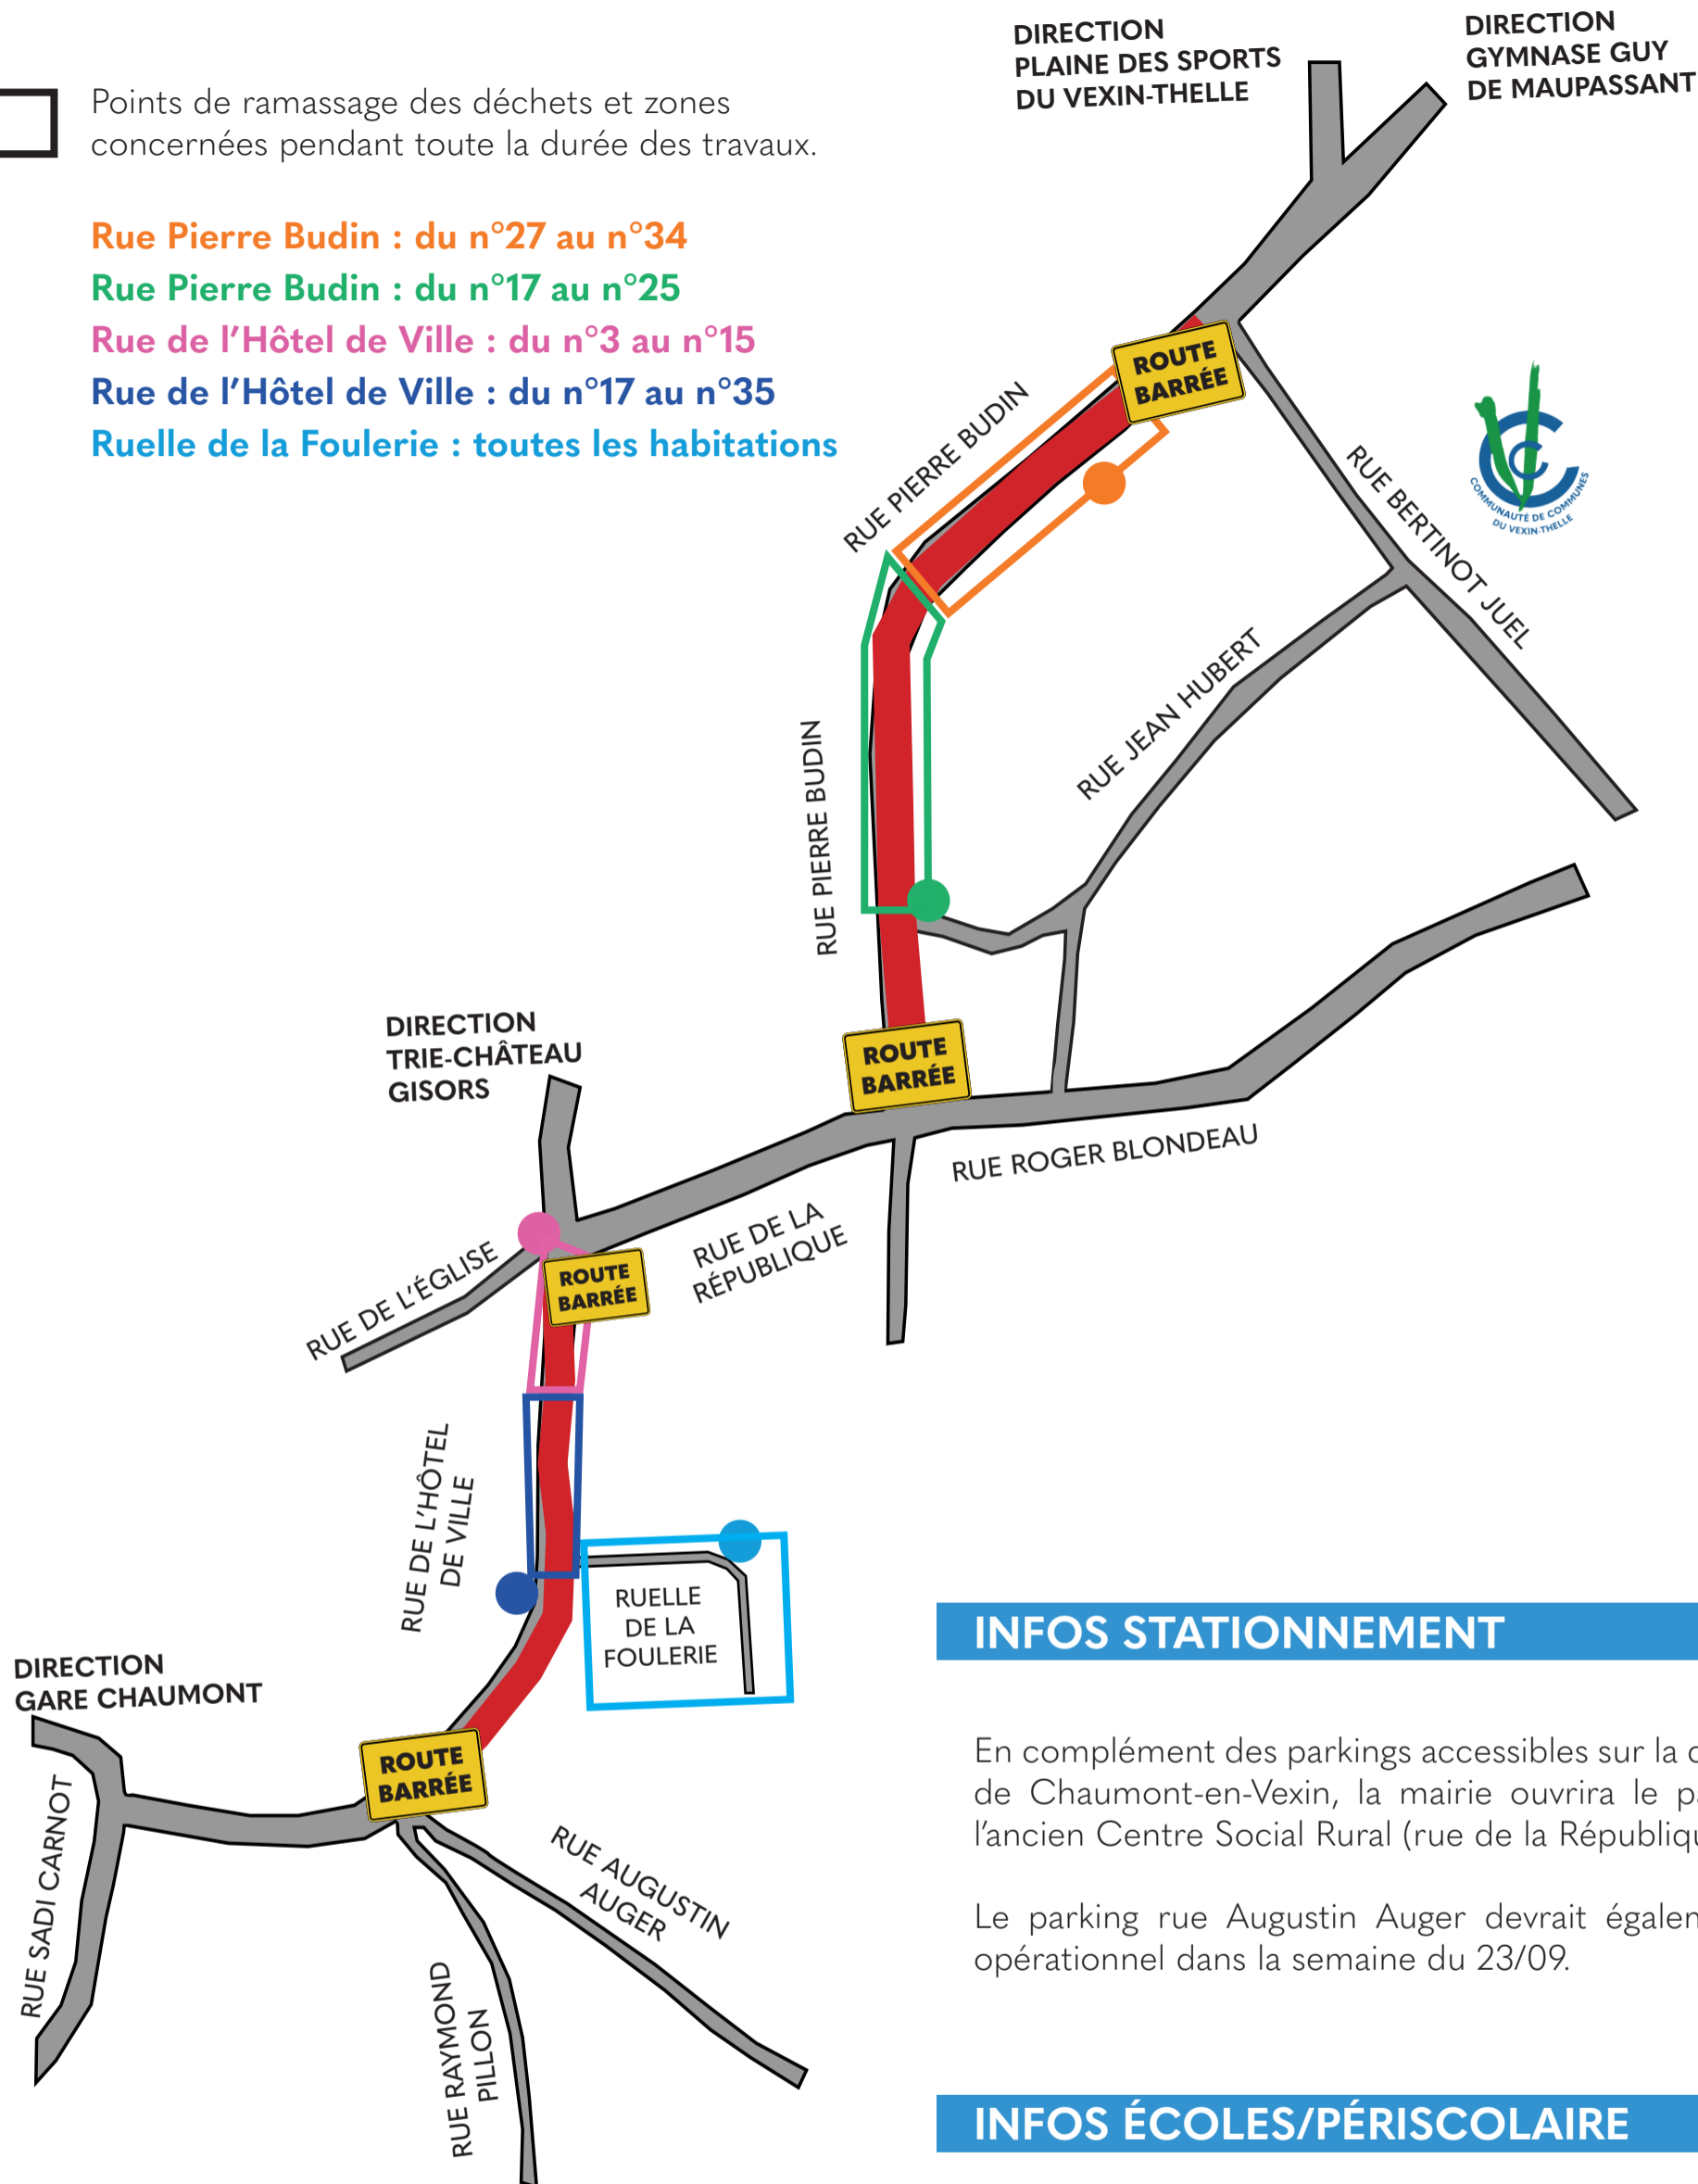 DIRECTION
PLAINE DES SPORTS
DU VEXIN-THELLE
DIRECTION
GYMNASE GUY
DE MAUPASSANT
Points de ramassage des déchets et zones
concernées pendant toute la durée des travaux.
Rue Pierre Budin : du n°27 au n°34
Rue Pierre Budin : du n°17 au n°25
Rue de l'Hôtel de Ville : du n°3 au n°15
Rue de l'Hôtel de Ville : du n°17 au n°35
Ruelle de la Foulerie : toutes les habitations
ROUTE
BARRÉE
RUE PIERRE BUDIN
RUE BERTINOT JUEL
COMMUNAUTÉ DE COMMUNES
DU VEXIN-THELLE
RUE JEAN HUBERT
RUE PIERRE BUDIN
DIRECTION
TRIE-CHÂTEAU
GISORS
ROUTE
BARRÉE
RUE ROGER BLONDEAU
RUE DE LA
RÉPUBLIQUE
RUE DE L'ÉGLISE
ROUTE
BARRÉE
RUE DE L'HÔTEL
DE VILLE
RUELLE
DE LA
FOULERIE
DIRECTION
GARE CHAUMONT
ROUTE
BARRÉE
RUE SADI CARNOT
RUE AUGUSTIN
AUGER
RUE RAYMOND
PILLON
INFOS STATIONNEMENT
En complément des parkings accessibles sur la
de Chaumont-en-Vexin, la mairie ouvrira le
l'ancien Centre Social Rural (rue de la
Le parking rue Augustin Auger devrait
opérationnel dans la semaine du 23/09.
INFOS ÉCOLES/PÉRISCOLAIRE